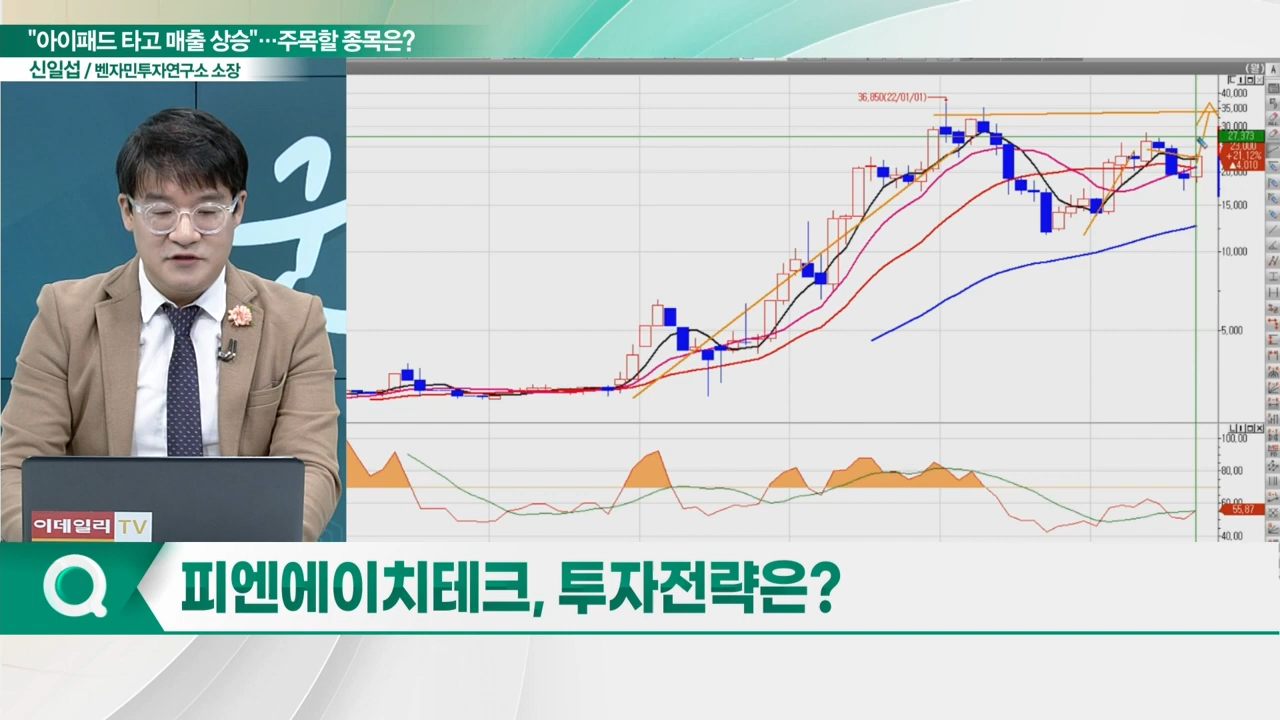 "아이패드 타고 매출 상승"…주목할 종목은?
신일섭 / 벤자민투자연구소 소장
(월)
A
36,850(22/01/01)
40,000
35,000
30,000
27,373
23,000
+21.12%
▲4,010
20,000
15,000
10,000
5,000
100,00
80,00
60,00
55,87
40,00
이데일리TV
피엔에이치테크, 투자전략은?